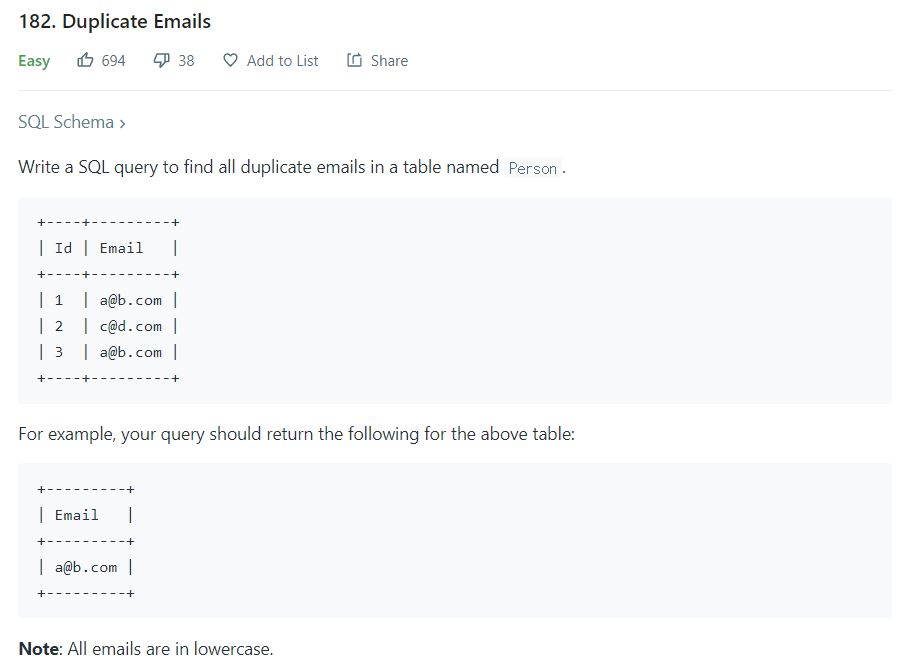 182. Duplicate Emails
Easy 694 38 Add to List Share
SQL Schema ›
Write a SQL query to find all duplicate emails in a table named Person .
+----+---------+
| Id | Email   |
+----+---------+
| 1  | a@b.com |
| 2  | c@d.com |
| 3  | a@b.com |
+----+---------+
For example, your query should return the following for the above table:
+---------+
| Email   |
+---------+
| a@b.com |
+---------+
Note: All emails are in lowercase.